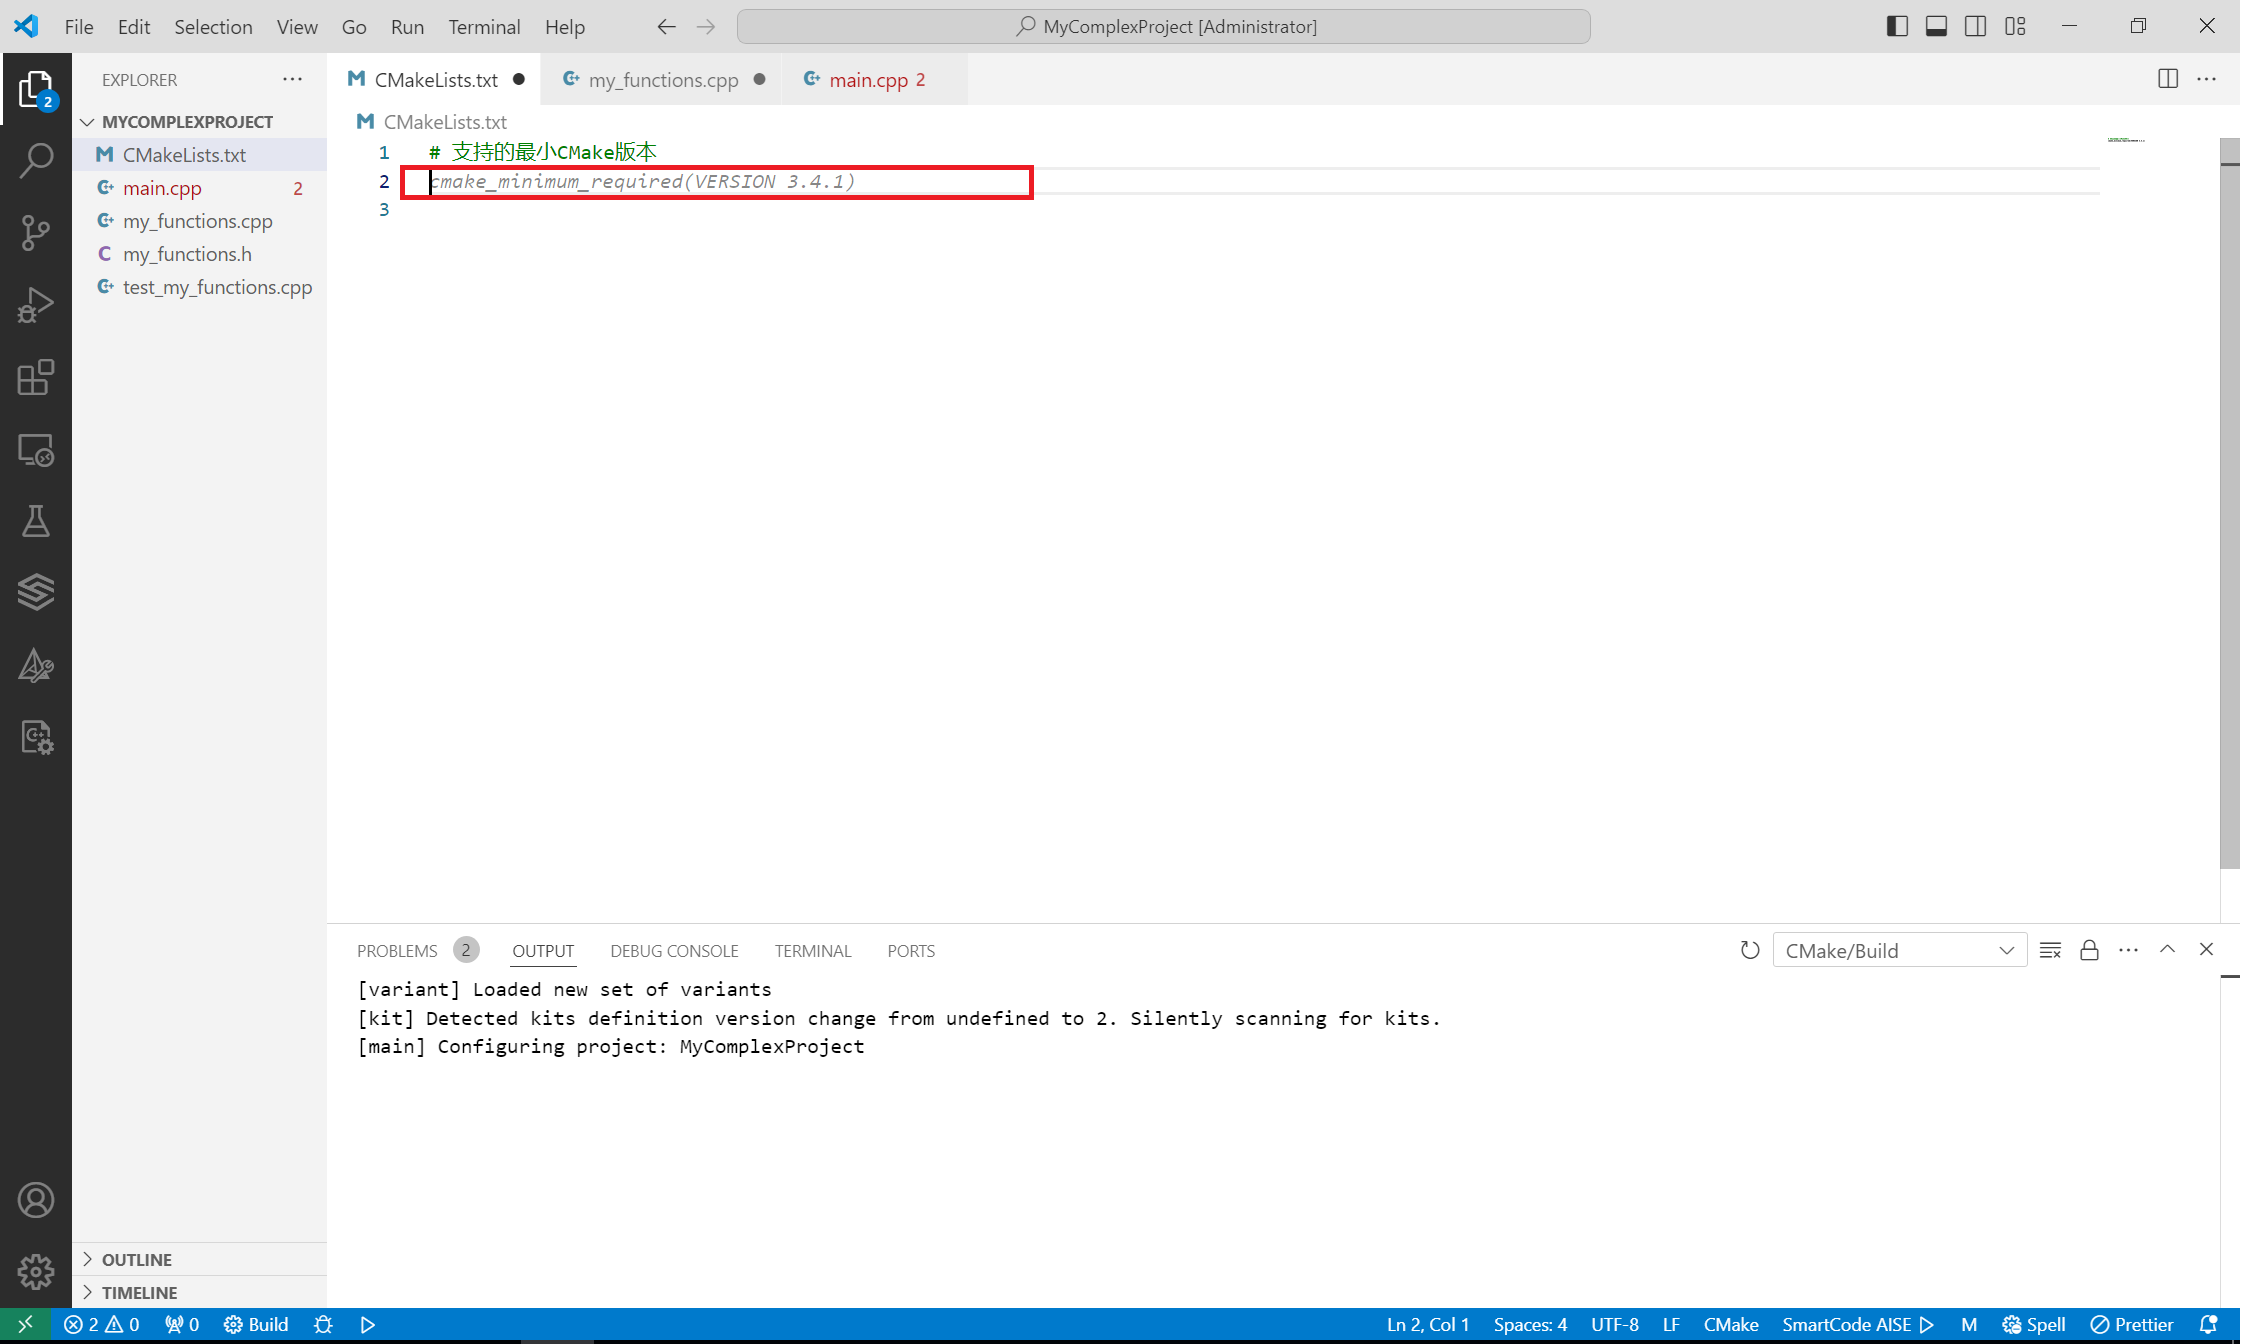 File Edit Selection View Go Run Terminal Help
MyComplexProject [Administrator]
2
EXPLORER
MYCOMPLEXPROJECT
M CMakeLists.txt
main.cpp 2
my_functions.cpp
C my_functions.h
test_my_functions.cpp
OUTLINE
TIMELINE
M CMakeLists.txt
my_functions.cpp
main.cpp 2
M CMakeLists.txt
1 # 支持的最小CMake版本
2 cmake_minimum_required(VERSION 3.4.1)
3
PROBLEMS 2 OUTPUT DEBUG CONSOLE TERMINAL PORTS
CMake/Build
[variant] Loaded new set of variants
[kit] Detected kits definition version change from undefined to 2. Silently scanning for kits.
[main] Configuring project: MyComplexProject
2 0 0 Build
Ln 2, Col 1 Spaces: 4 UTF-8 LF CMake SmartCode AISE M Spell Prettier